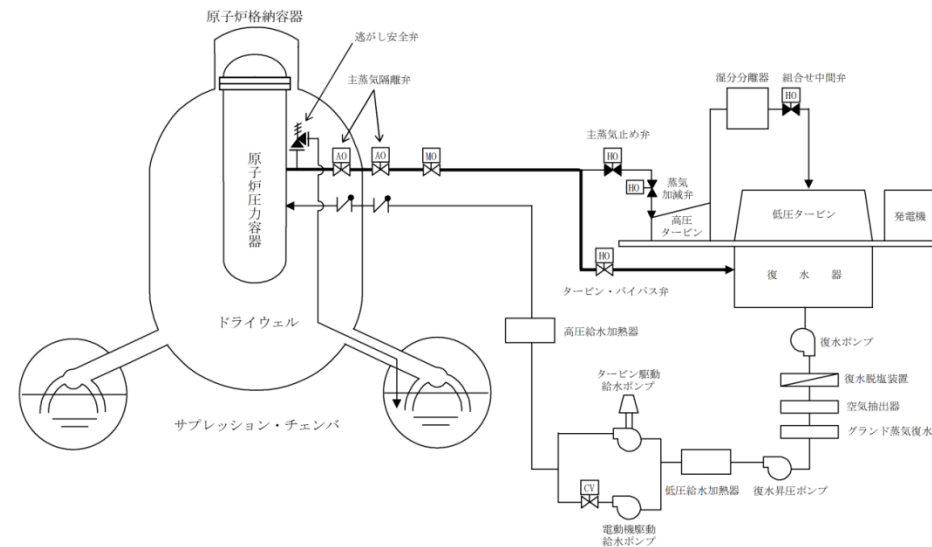 原子炉格納容器
逃がし安全弁
主蒸気隔離弁
湿分分離器
組合せ中間弁
HO
主蒸気止め弁
AO
AO
MO
HO
HO
蒸気
加減弁
高圧
タービン
原子炉圧力容器
低圧タービン
発電機
HO
復水器
タービン・バイパス弁
ドライウェル
高圧給水加熱器
復水ポンプ
タービン駆動
給水ポンプ
復水脱塩装置
空気抽出器
サプレッション・チェンバ
グランド蒸気復水
CV
低圧給水加熱器
復水昇圧ポンプ
電動機駆動
給水ポンプ